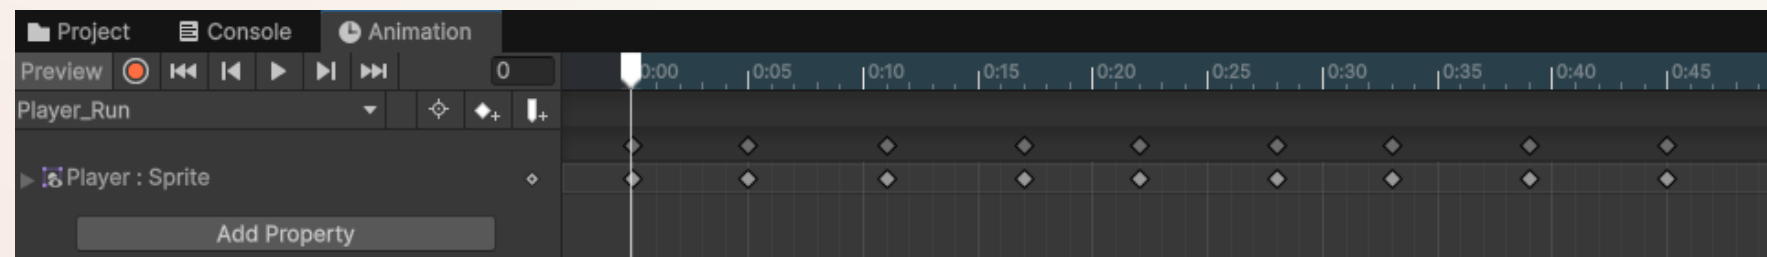 Project Console Animation
Preview 0 0:00 0:05 0:10 0:15 0:20 0:25 0:30 0:35 0:40 0:45
Player_Run
Player : Sprite
Add Property